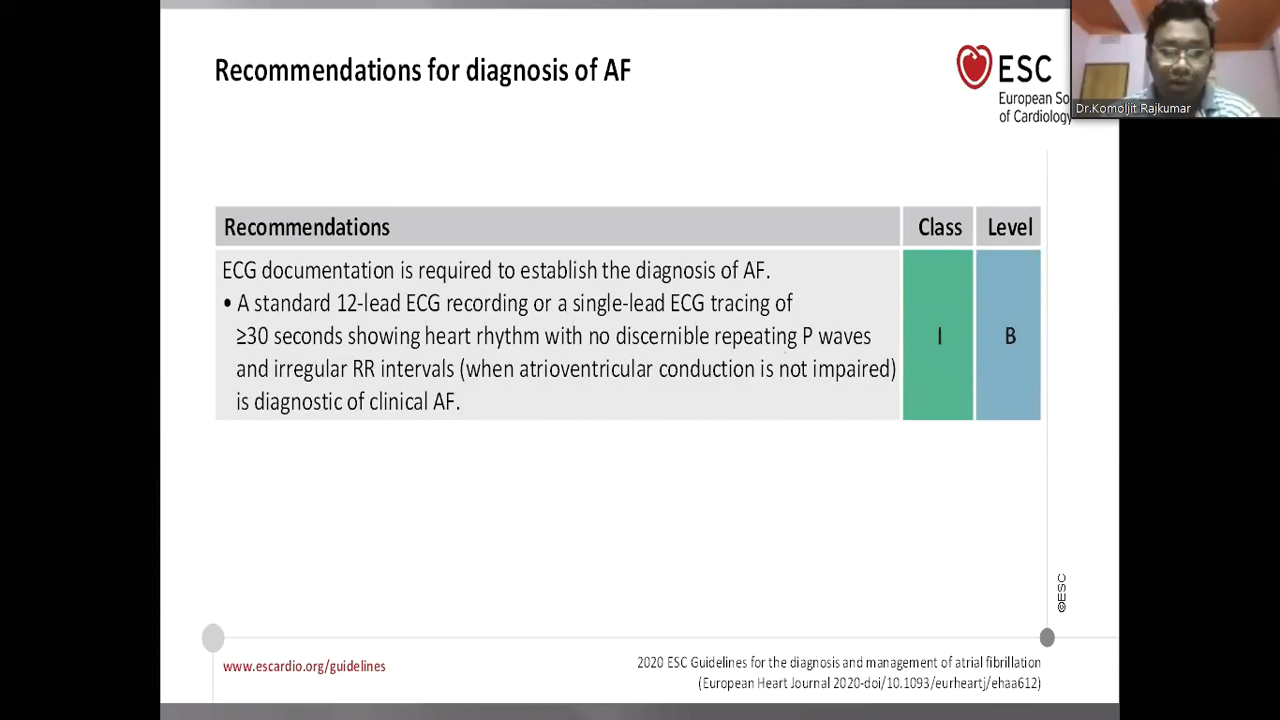 Recommendations for diagnosis of AF
ESC
European So
of Cardiology
Dr.Komoljit Rajkumar
Recommendations Class Level
ECG documentation is required to establish the diagnosis of AF.
• A standard 12-lead ECG recording or a single-lead ECG tracing of
≥30 seconds showing heart rhythm with no discernible repeating P waves
and irregular RR intervals (when atrioventricular conduction is not impaired)
is diagnostic of clinical AF.
I B
©ESC
www.escardio.org/guidelines
2020 ESC Guidelines for the diagnosis and management of atrial fibrillation
(European Heart Journal 2020-doi/10.1093/eurheartj/ehaa612)